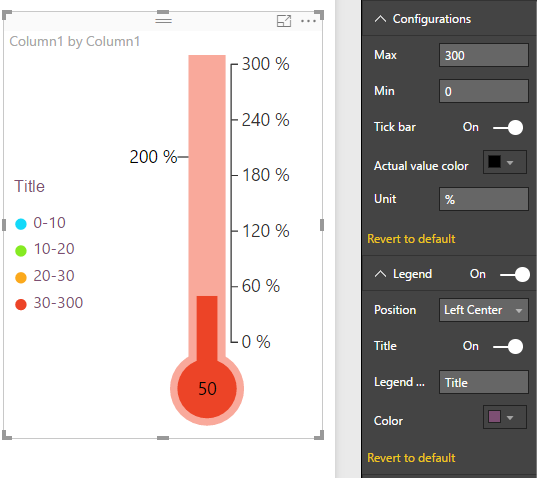 Column1 by Column1
300 %
240 %
200 %
180 %
120 %
60 %
0 %
50
Title
0-10
10-20
20-30
30-300
Configurations
Max 300
Min 0
Tick bar On
Actual value color
Unit %
Revert to default
Legend On
Position Left Center
Title On
Legend ... Title
Color
Revert to default